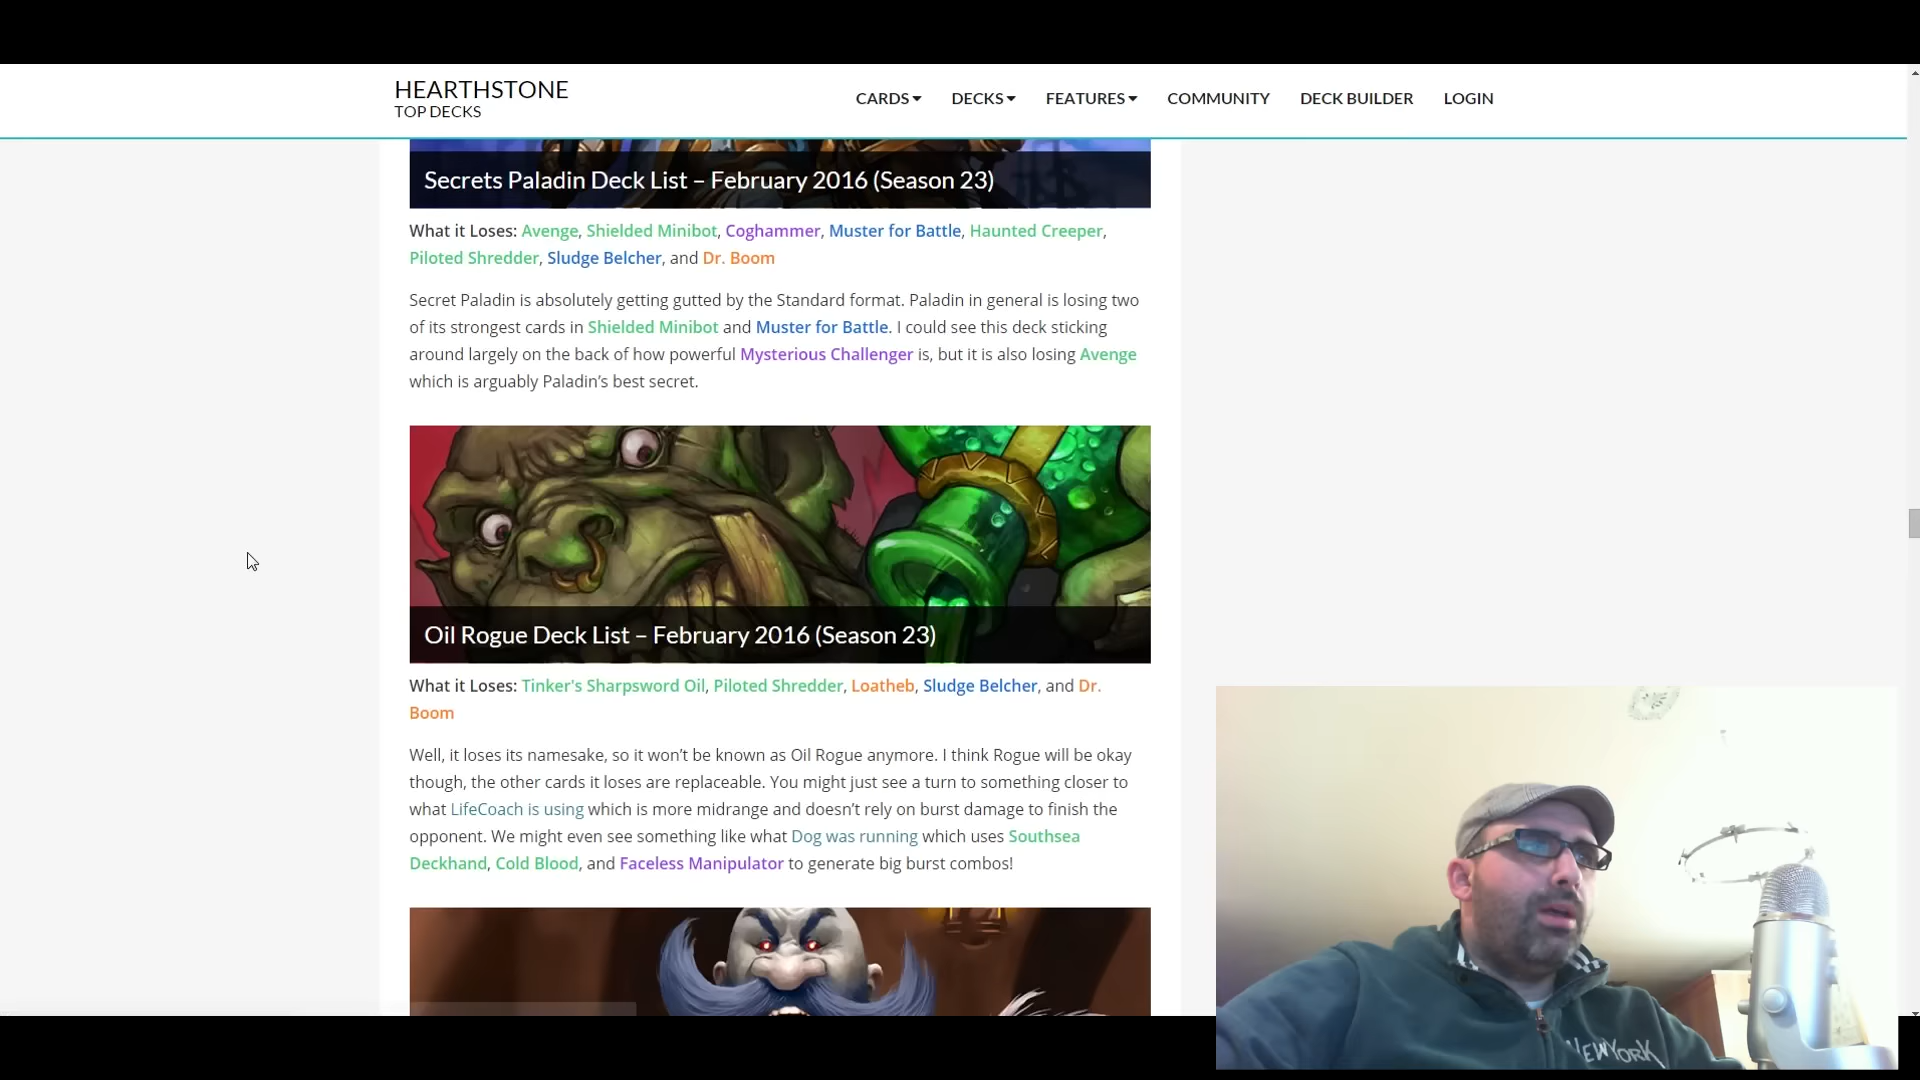 HEARTHSTONE
TOP DECKS
CARDS DECKS FEATURES COMMUNITY DECK BUILDER LOGIN
Secrets Paladin Deck List – February 2016 (Season 23)
What it Loses: Avenge, Shielded Minibot, Coghammer, Muster for Battle, Haunted Creeper,
Piloted Shredder, Sludge Belcher, and Dr. Boom
Secret Paladin is absolutely getting gutted by the Standard format. Paladin in general is losing two
of its strongest cards in Shielded Minibot and Muster for Battle. I could see this deck sticking
around largely on the back of how powerful Mysterious Challenger is, but it is also losing Avenge
which is arguably Paladin's best secret.
Oil Rogue Deck List – February 2016 (Season 23)
What it Loses: Tinker's Sharpsword Oil, Piloted Shredder, Loatheb, Sludge Belcher, and Dr.
Boom
Well, it loses its namesake, so it won't be known as Oil Rogue anymore. I think Rogue will be okay
though, the other cards it loses are replaceable. You might just see a turn to something closer to
what LifeCoach is using which is more midrange and doesn't rely on burst damage to finish the
opponent. We might even see something like what Dog was running which uses Southsea
Deckhand, Cold Blood, and Faceless Manipulator to generate big burst combos!
NEWYORK